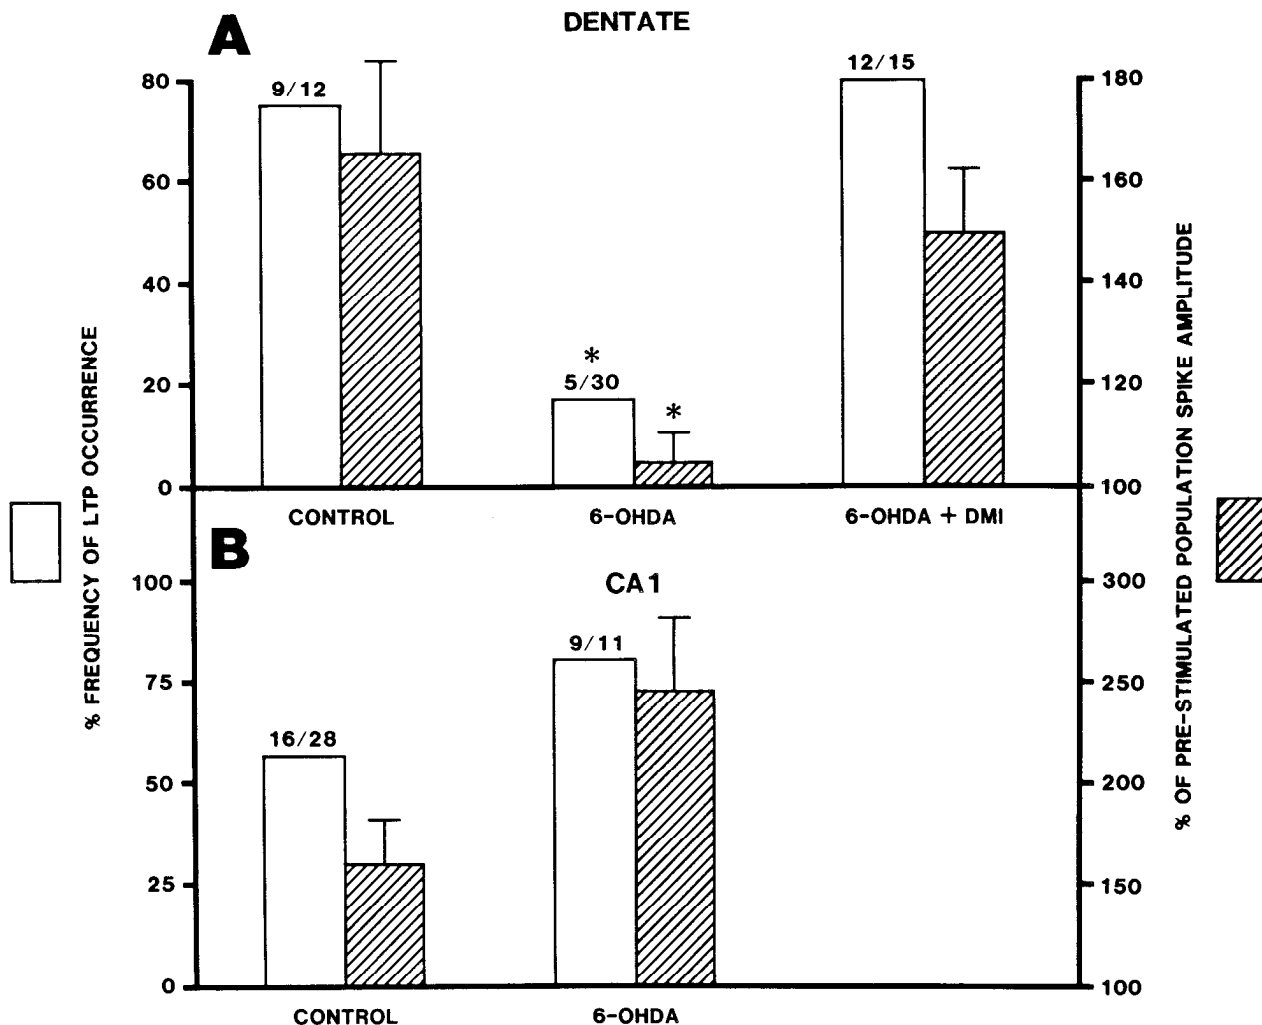 A
DENTATE
80
60
40
20
0
9/12
*
5/30
*
12/15
180
160
140
120
100
CONTROL
6-OHDA
6-OHDA + DMI
% FREQUENCY OF LTP OCCURRENCE
% OF PRE-STIMULATED POPULATION SPIKE AMPLITUDE
B
CA1
100
75
50
25
0
16/28
9/11
300
250
200
150
100
CONTROL
6-OHDA